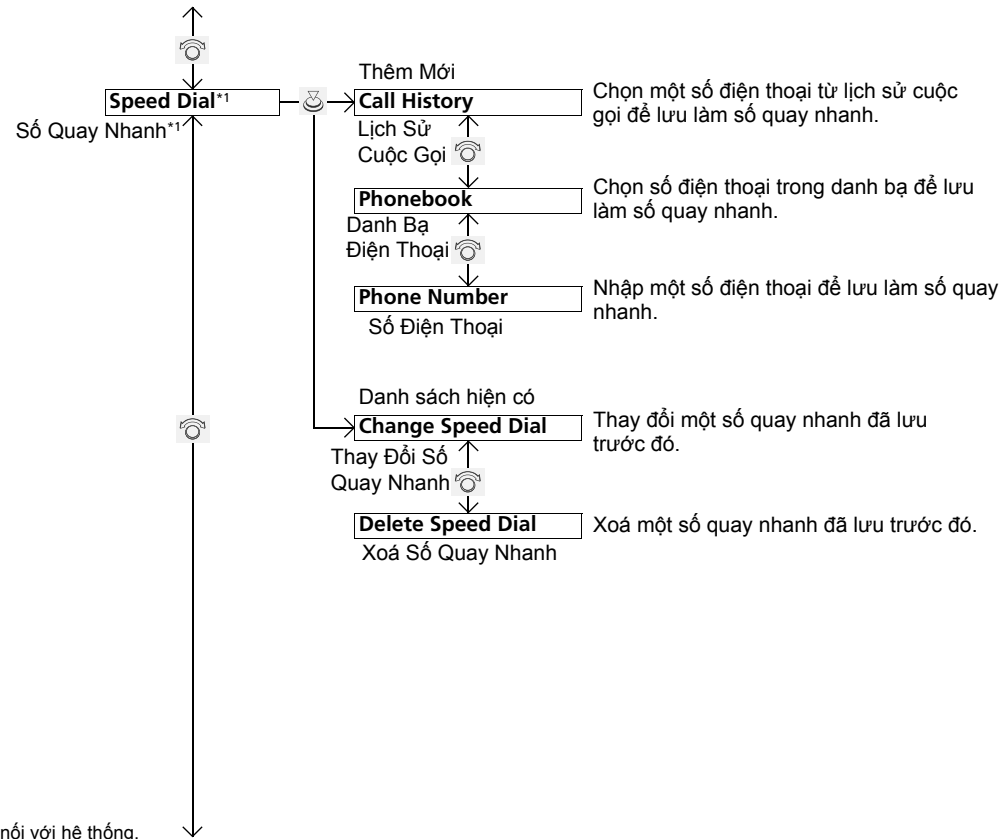 Thêm Mới
Speed Dial*1
Call History
Chọn một số điện thoại từ lịch sử cuộc
gọi để lưu làm số quay nhanh.
Số Quay Nhanh*1
Lịch Sử
Cuộc Gọi
Phonebook
Chọn số điện thoại trong danh bạ để lưu
làm số quay nhanh.
Danh Bạ
Điện Thoại
Phone Number
Nhập một số điện thoại để lưu làm số quay
nhanh.
Số Điện Thoại
Danh sách hiện có
Change Speed Dial
Thay đổi một số quay nhanh đã lưu
trước đó.
Thay Đổi Số
Quay Nhanh
Delete Speed Dial
Xoá một số quay nhanh đã lưu trước đó.
Xoá Số Quay Nhanh
nối với hệ thống.